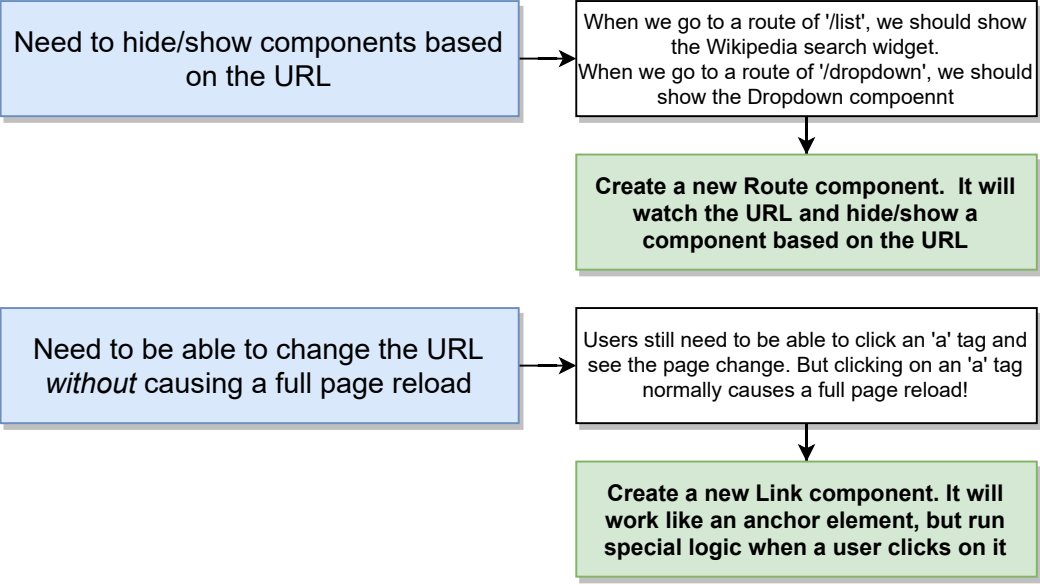 Need to hide/show components based
on the URL
When we go to a route of '/list', we should show
the Wikipedia search widget.
When we go to a route of '/dropdown', we should
show the Dropdown compoennt
Create a new Route component.  It will
watch the URL and hide/show a
component based on the URL
Need to be able to change the URL
without causing a full page reload
Users still need to be able to click an 'a' tag and
see the page change. But clicking on an 'a' tag
normally causes a full page reload!
Create a new Link component. It will
work like an anchor element, but run
special logic when a user clicks on it